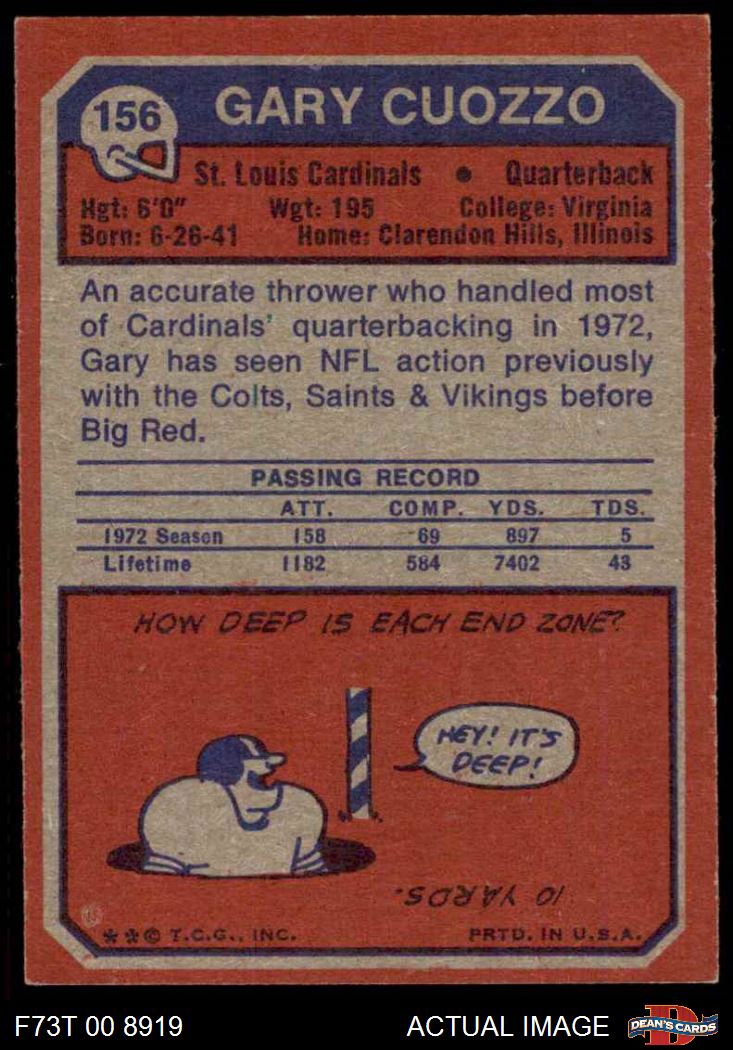 156
GARY CUOZZO
St. Louis Cardinals • Quarterback
Hgt: 6'0" Wgt: 195 College: Virginia
Born: 6-26-41 Home: Clarendon Hills, Illinois
An accurate thrower who handled most
of Cardinals' quarterbacking in 1972,
Gary has seen NFL action previously
with the Colts, Saints & Vikings before
Big Red.
PASSING RECORD
ATT. COMP. YDS. TDS.
1972 Season 158 69 897 5
Lifetime 1182 584 7402 43
HOW DEEP IS EACH END ZONE?
HEY! IT'S
DEEP!
10 YARDS.
**© T.C.G., INC. PRTD. IN U.S.A.
F73T 00 8919 ACTUAL IMAGE DEAN'S CARDS